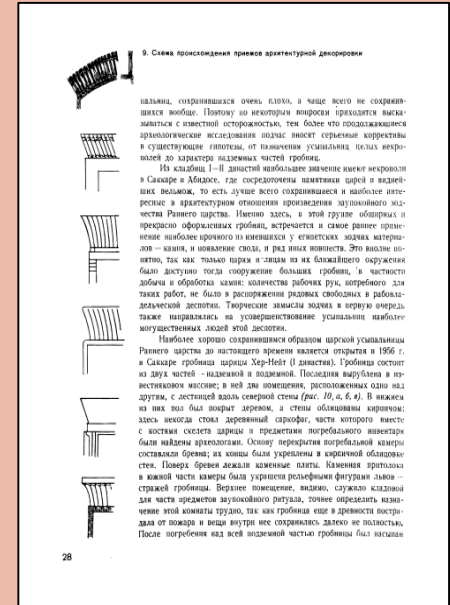 9. Схема происхождения приемов архитектурной декорировки
пальниц, сохранившихся очень плохо, а чаще всего не сохранив-
шихся вообще. Поэтому по некоторым вопросам приходится выска-
зываться с известной осторожностью, тем более что продолжающиеся
археологические исследования подчас вносят серьезные коррективы
в существующие гипотезы, от назначения усыпальниц целых некро-
полей до характера надземных частей гробниц.
Из кладбищ I—II династий наибольшее значение имеют некрополи
в Саккаре и Абидосе, где сосредоточены памятники царей и видней-
ших вельмож, то есть лучше всего сохранившиеся и наиболее инте-
ресные в архитектурном отношении произведения заупокойного зод-
чества Раннего царства. Именно здесь, в этой группе обширных и
прекрасно оформленных гробниц, встречается и самое раннее приме-
нение наиболее прочного из имевшихся у египетских зодчих материа-
лов — камня, и появление свода, и ряд иных новшеств. Это вполне по-
нятно, так как только царям и лицам из их ближайшего окружения
было доступно тогда сооружение больших гробниц, в частности
добыча и обработка камня: количества рабочих рук, потребного для
таких работ, не было в распоряжении рядовых свободных в рабовла-
дельческой деспотии. Творческие замыслы зодчих в первую очередь
также направлялись на усовершенствование усыпальниц наиболее
могущественных людей этой деспотии.
Наиболее хорошо сохранившимся образцом царской усыпальницы
Раннего царства до настоящего времени является открытая в 1956 г.
в Саккаре гробница царицы Хер-Нейт (I династия). Гробница состоит
из двух частей - надземной и подземной. Последняя вырублена в из-
вестняковом массиве; в ней два помещения, расположенных одно над
другим, с лестницей вдоль северной стены (рис. 10, а, б, в). В нижнем
из них пол был покрыт деревом, а стены облицованы кирпичом;
здесь некогда стоял деревянный саркофаг, части которого вместе
с костями скелета царицы и предметами погребального инвентаря
были найдены археологами. Основу перекрытия погребальной камеры
составляли бревна; их концы были укреплены в кирпичной облицовке
стен. Поверх бревен лежали каменные плиты. Каменная притолока
в южной части камеры была украшена рельефными фигурами львов —
стражей гробницы. Верхнее помещение, видимо, служило кладовой
для части предметов заупокойного ритуала, точнее определить назна-
чение этой комнаты трудно, так как гробница еще в древности постра-
дала от пожара и вещи внутри нее сохранились далеко не полностью.
После погребения над всей подземной частью гробницы был насыпан
28